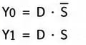 Y0 = D · S̅
Y1 = D · S